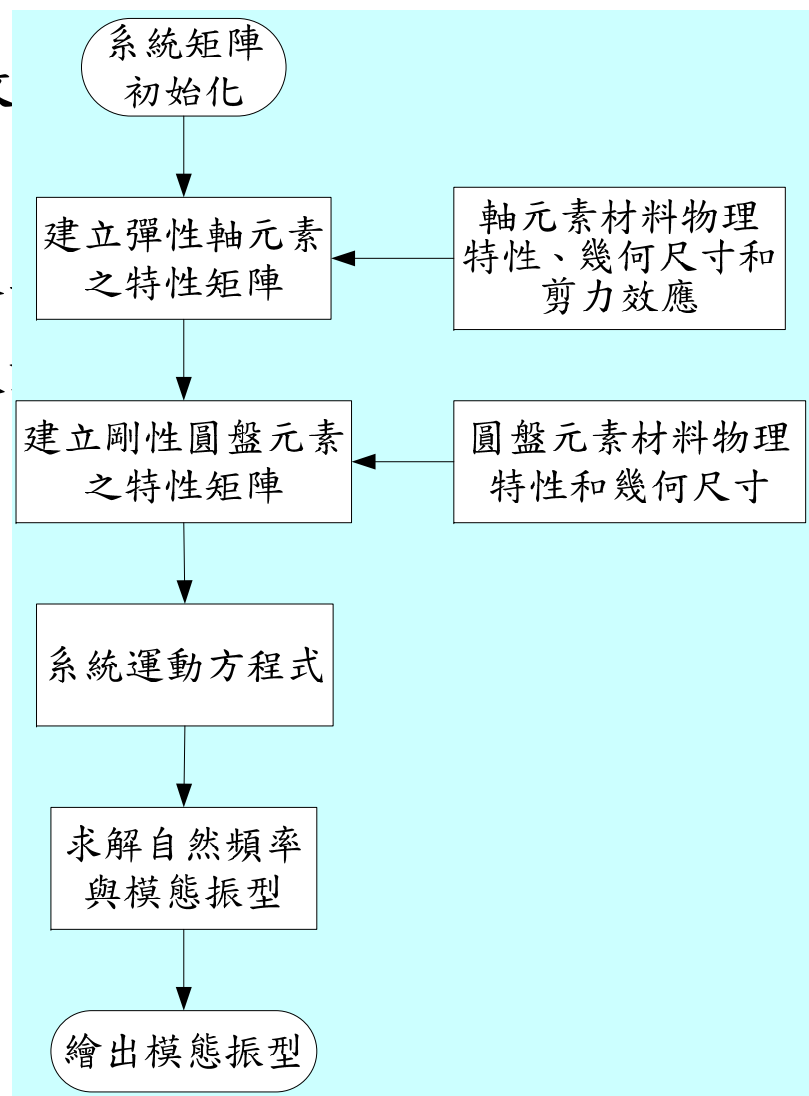 系統矩陣
初始化
建立彈性軸元素
之特性矩陣
軸元素材料物理
特性、幾何尺寸和
剪力效應
建立剛性圓盤元素
之特性矩陣
圓盤元素材料物理
特性和幾何尺寸
系統運動方程式
求解自然頻率
與模態振型
繪出模態振型